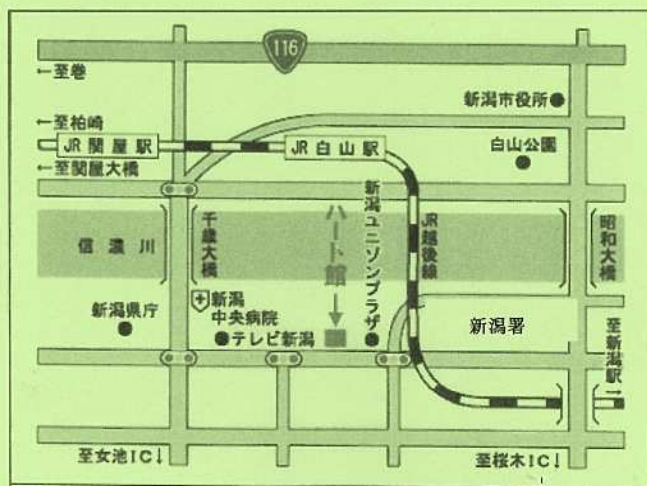 116
←至巻
新潟市役所
←至柏崎
JR関屋駅
JR白山駅
白山公園
←至関屋大橋
信濃川
千歳大橋
ハート館
↓
新潟ユニゾンプラザ
JR越後線
昭和大橋
新潟県庁
新潟
中央病院
テレビ新潟
新潟署
至新潟駅→
至女池IC↓
至桜木IC↓